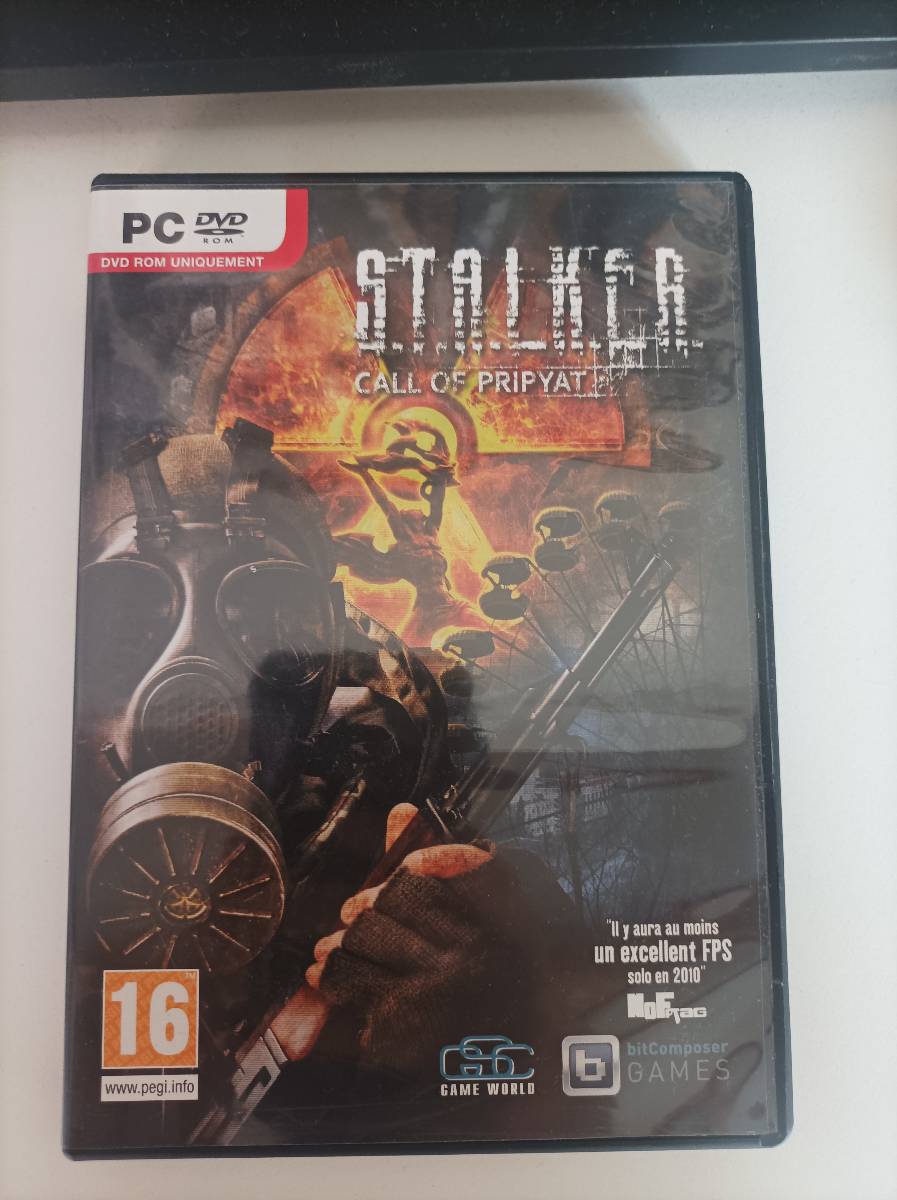 PC DVD
ROM
DVD ROM UNIQUEMENT
S.T.A.L.K.E.R.
CALL OF PRIPYAT
"Il y aura au moins
un excellent FPS
solo en 2010"
NoFrag
16
www.pegi.info
GSC
GAME WORLD
b
bitComposer
GAMES